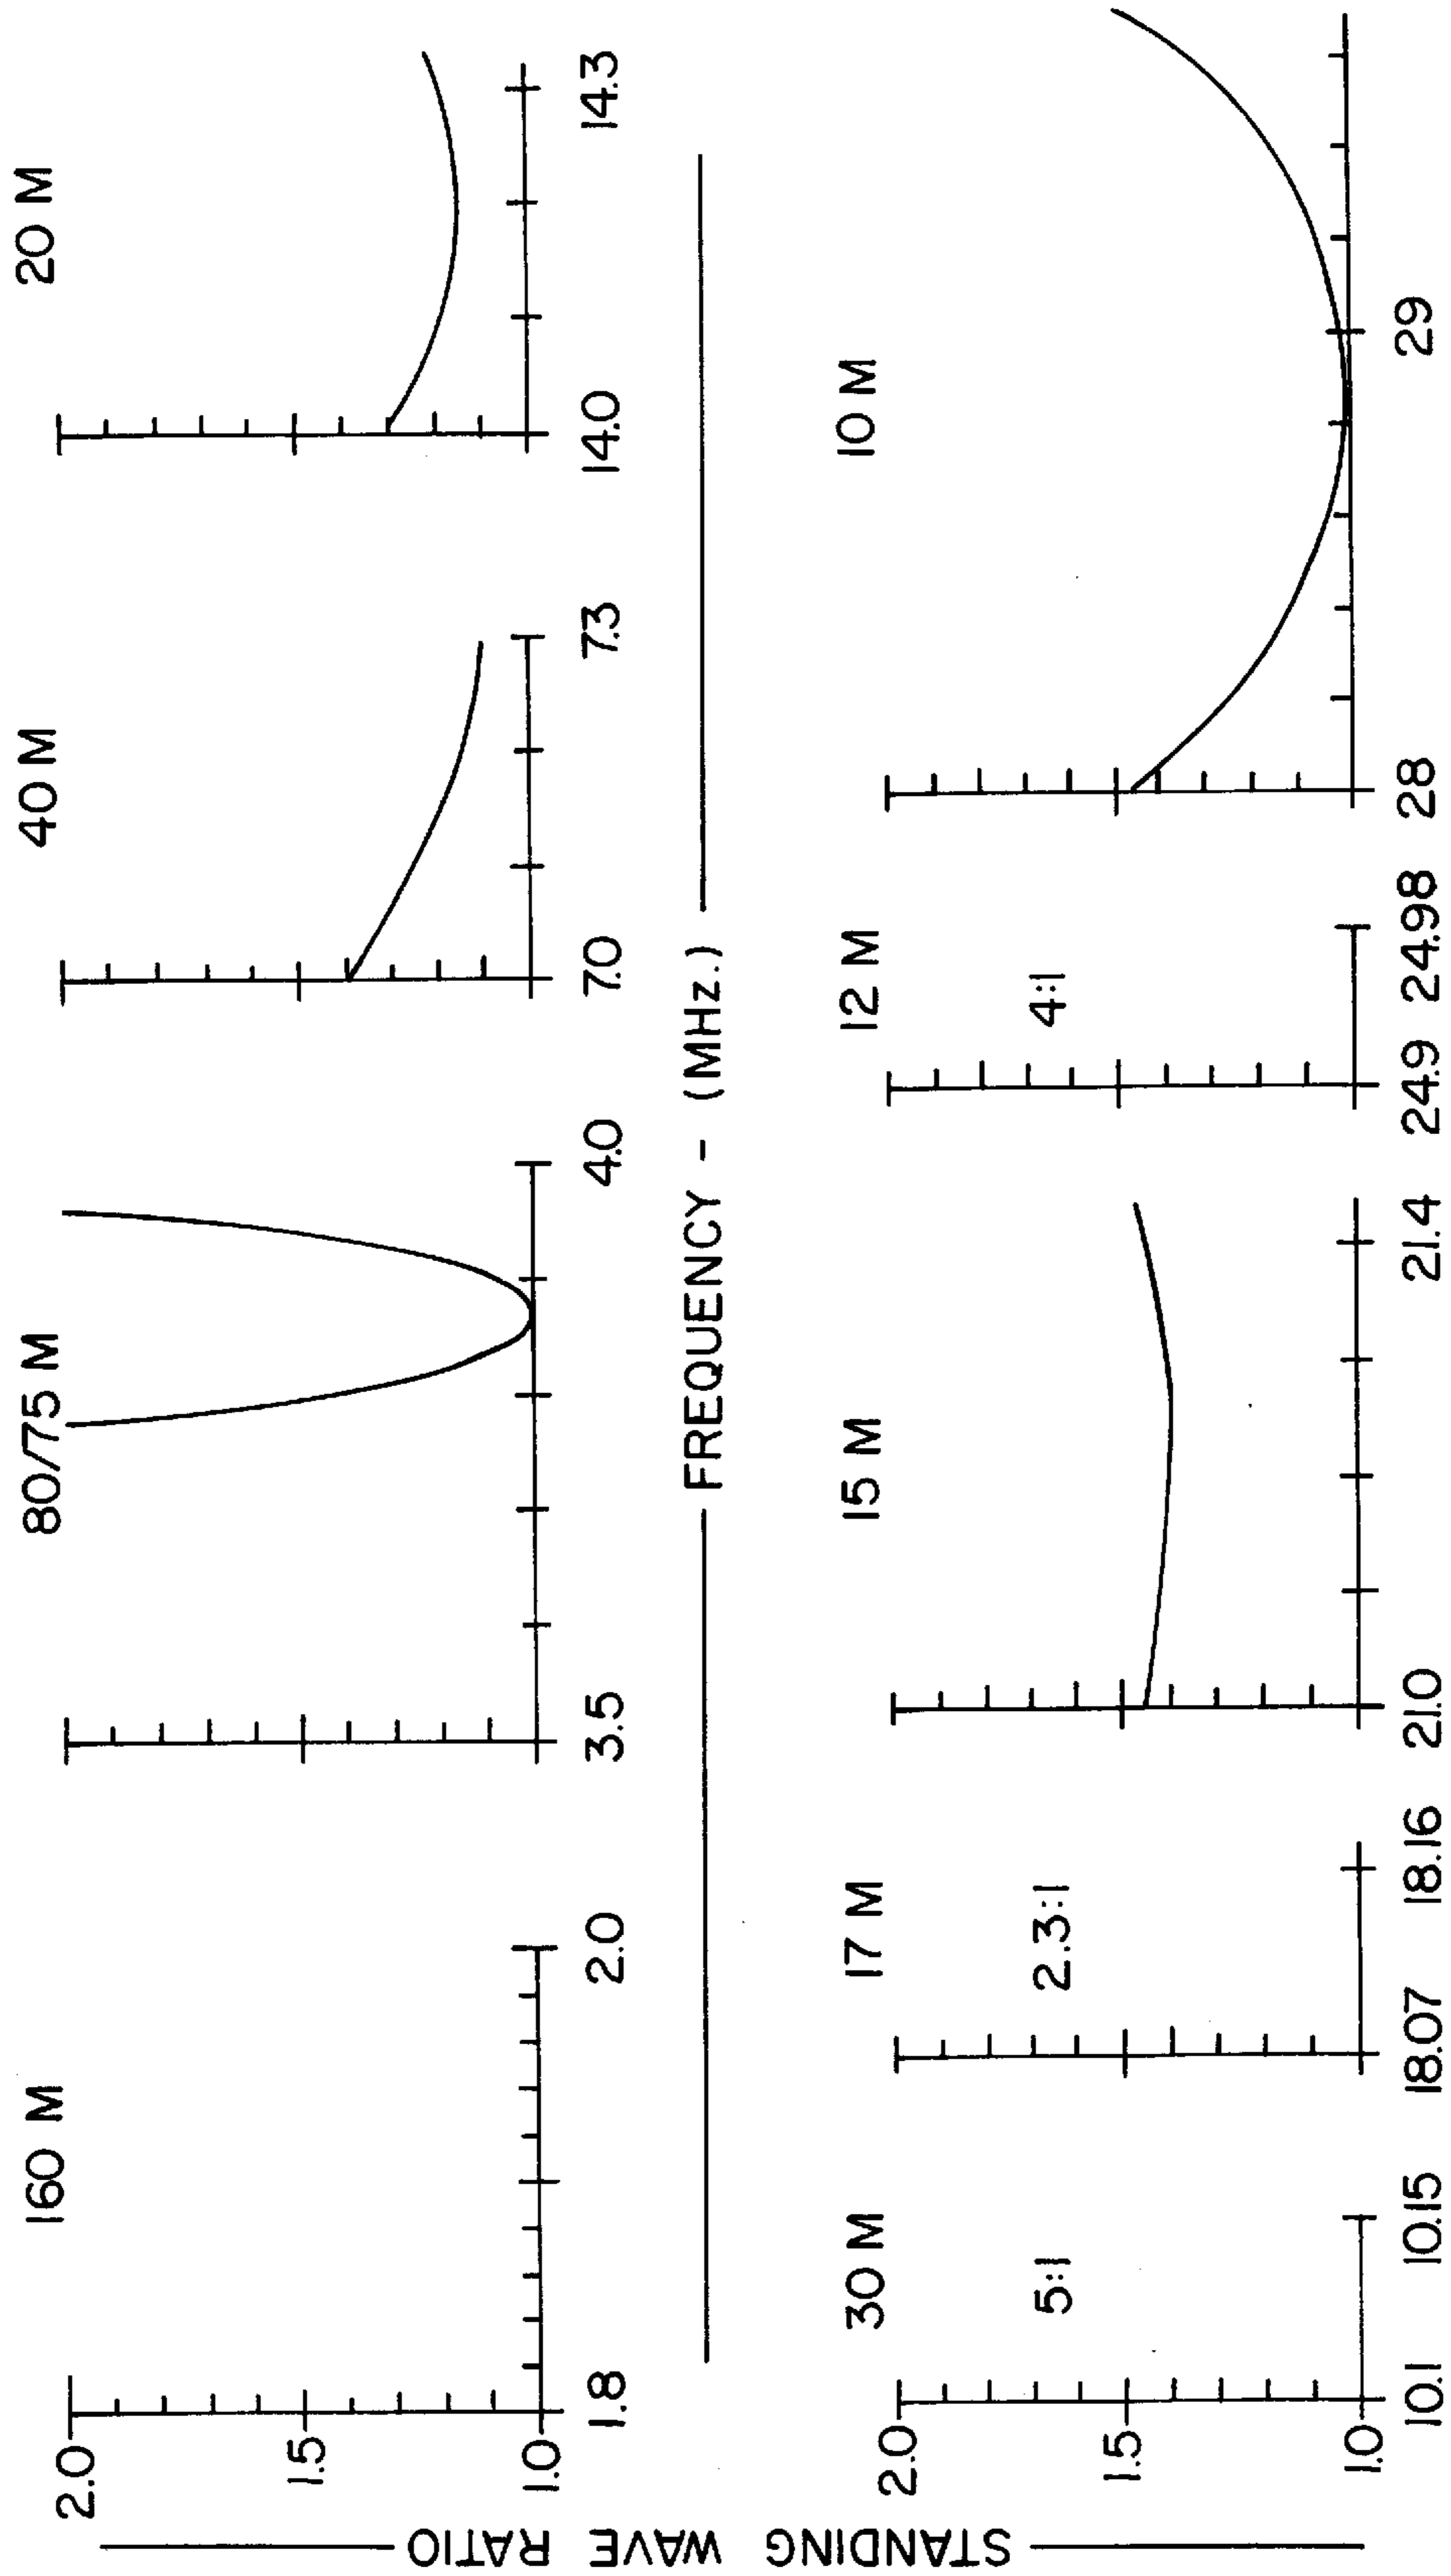 STANDING WAVE RATIO
160 M
80/75 M
40 M
20 M
2.0
1.5
1.0
1.8
2.0
3.5
4.0
7.0
7.3
14.0
14.3
FREQUENCY - (MHz.)
30 M
17 M
15 M
12 M
10 M
2.0
1.5
1.0
5:1
2.3:1
4:1
10.1
10.15
18.07
18.16
21.0
21.4
24.9
24.98
28
29